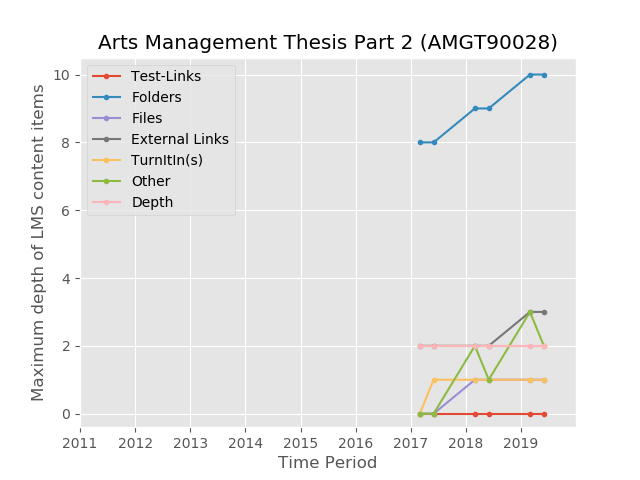 Arts Management Thesis Part 2 (AMGT90028)
Maximum depth of LMS content items
10
8
6
4
2
0
Test-Links
Folders
Files
External Links
TurnItIn(s)
Other
Depth
2011 2012 2013 2014 2015 2016 2017 2018 2019
Time Period